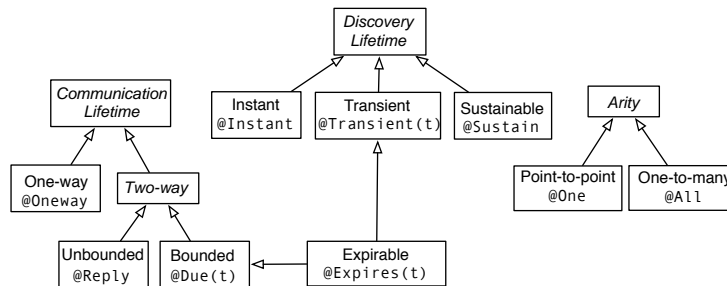 Discovery
Lifetime
Communication
Lifetime
Instant
@Instant
Transient
@Transient(t)
Sustainable
@Sustain
Arity
One-way
@Oneway
Two-way
Point-to-point
@One
One-to-many
@All
Unbounded
@Reply
Bounded
@Due(t)
Expirable
@Expires(t)